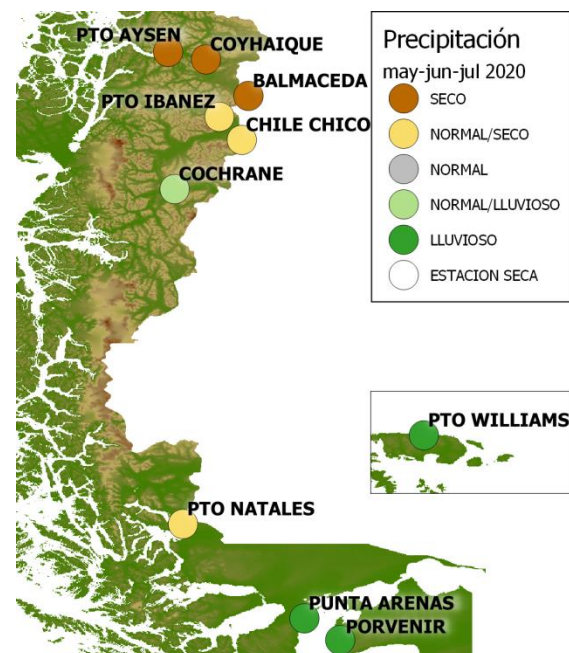 PTO AYSEN
COYHAIQUE
BALMACEDA
PTO IBANEZ
CHILE CHICO
COCHRANE
PTO NATALES
PUNTA ARENAS
PORVENIR
Precipitación
may-jun-jul 2020
SECO
NORMAL/SECO
NORMAL
NORMAL/LLUVIOSO
LLUVIOSO
ESTACION SECA
PTO WILLIAMS